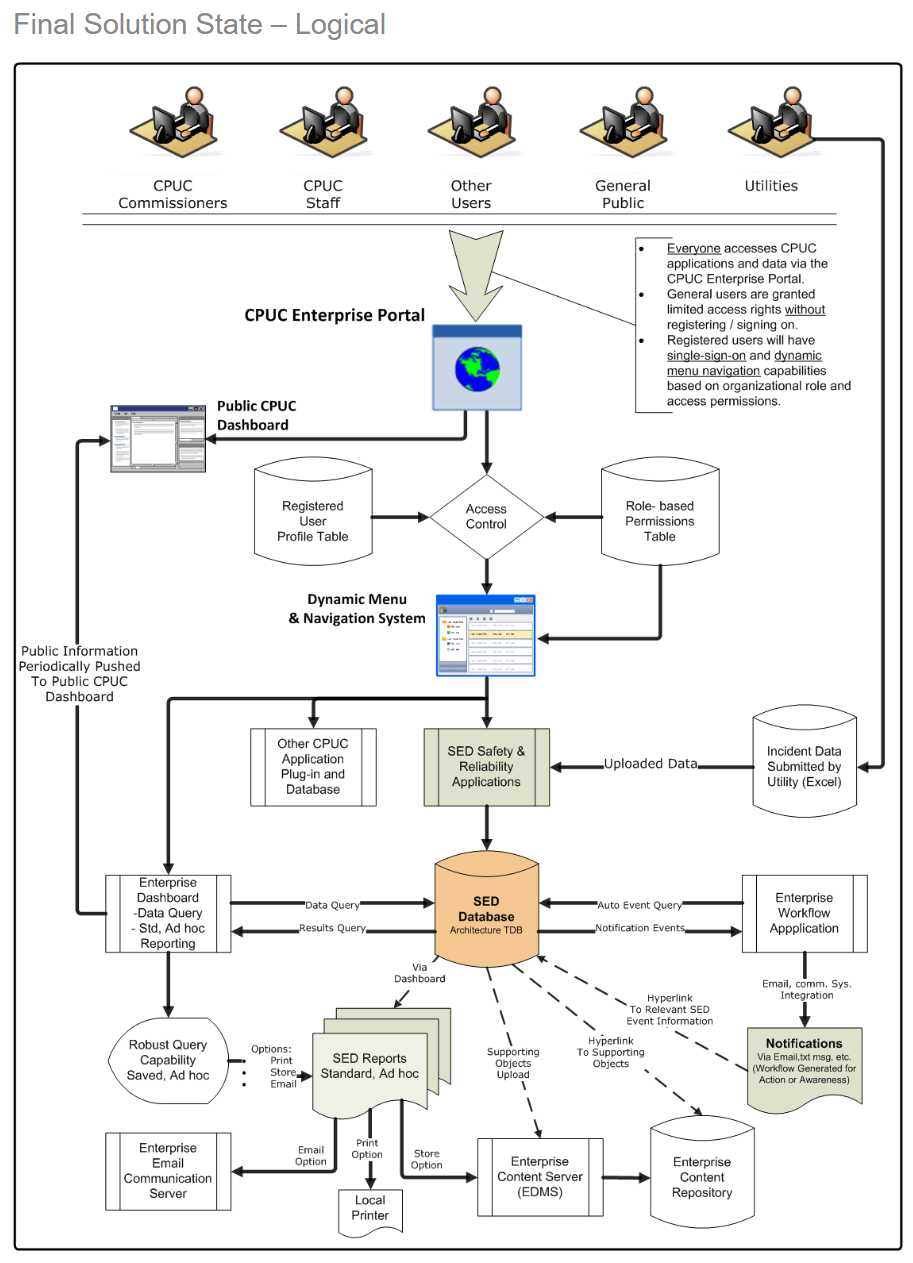 Final Solution State – Logical
CPUC
Commissioners
CPUC
Staff
Other
Users
General
Public
Utilities
• Everyone accesses CPUC
applications and data via the
CPUC Enterprise Portal.
• General users are granted
limited access rights without
registering / signing on.
• Registered users will have
single-sign-on and dynamic
menu navigation capabilities
based on organizational role and
access permissions.
CPUC Enterprise Portal
Public CPUC
Dashboard
Registered
User
Profile Table
Access
Control
Role- based
Permissions
Table
Dynamic Menu
& Navigation System
Public Information
Periodically Pushed
To Public CPUC
Dashboard
Other CPUC
Application
Plug-in and
Database
SED Safety &
Reliability
Applications
Uploaded Data
Incident Data
Submitted by
Utility (Excel)
Enterprise
Dashboard
-Data Query
- Std, Ad hoc
Reporting
Data Query
Results Query
SED
Database
Architecture TDB
Auto Event Query
Notification Events
Enterprise
Workflow
Appplication
Via
Dashboard
Email, comm. Sys.
Integration
Hyperlink
To Relevant SED
Event Information
Robust Query
Capability
Saved, Ad hoc
Options:
• Print
• Store
• Email
SED Reports
Standard, Ad hoc
Supporting
Objects
Upload
Hyperlink
To Supporting
Objects
Notifications
Via Email,txt msg, etc.
(Workflow Generated for
Action or Awareness)
Enterprise
Email
Communication
Server
Email
Option
Print
Option
Store
Option
Local
Printer
Enterprise
Content Server
(EDMS)
Enterprise
Content
Repository